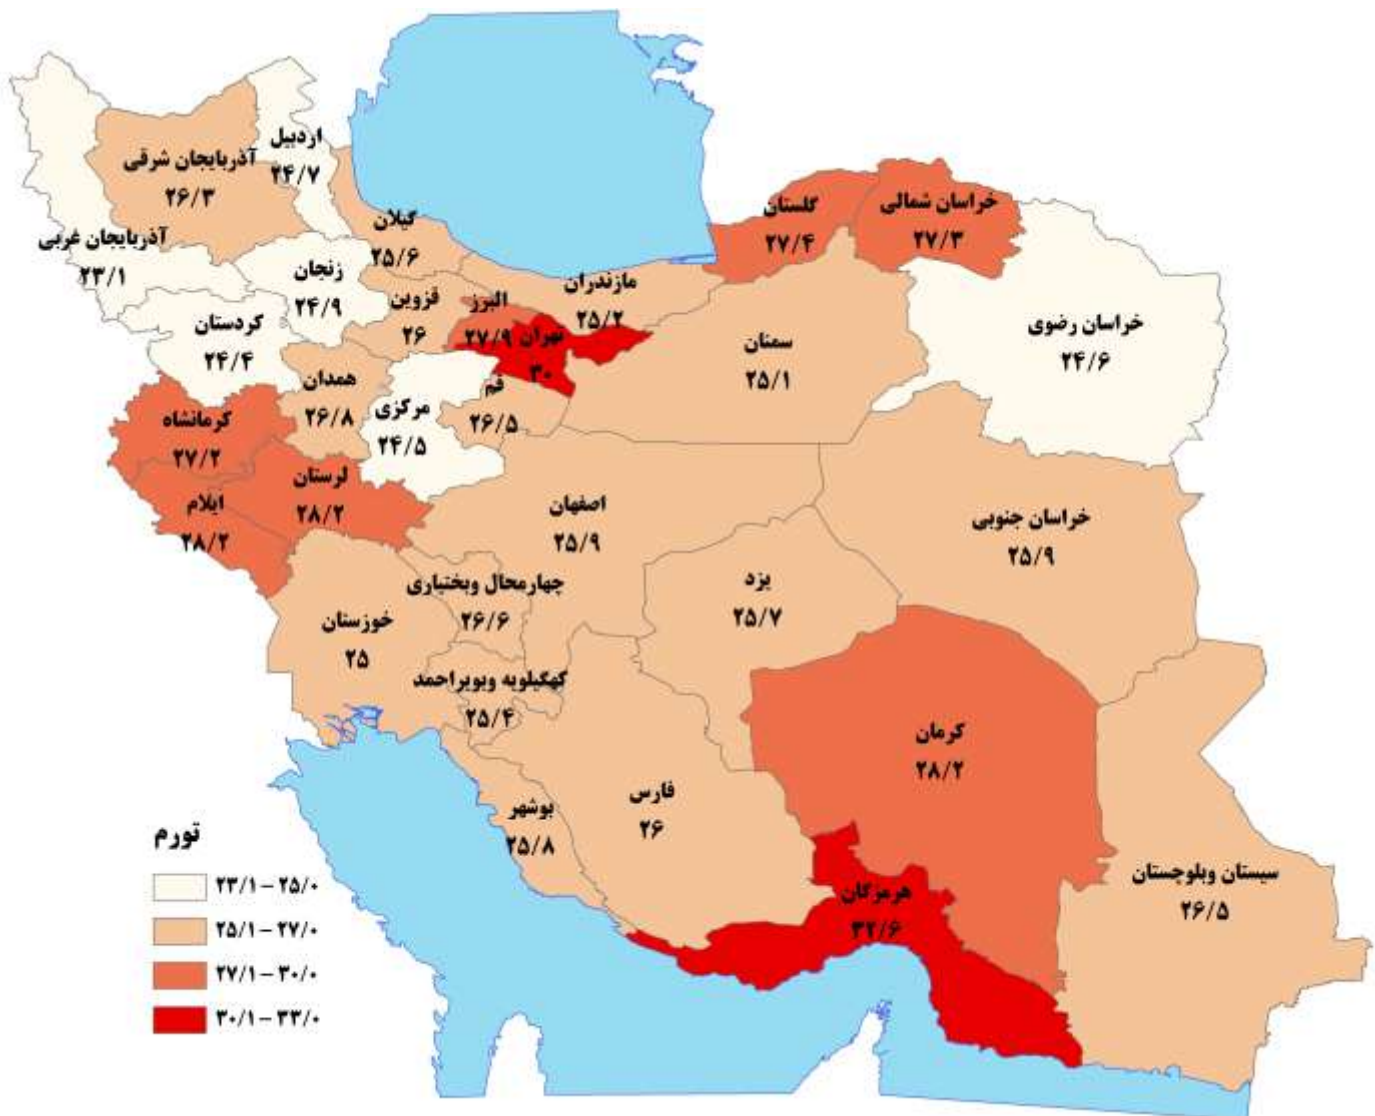 اردبیل
۲۴/۷
آذربایجان شرقی
۲۶/۳
آذربایجان غربی
۲۳/۱
گیلان
۲۵/۶
زنجان
۲۴/۹
قزوین
۲۶
البرز
۲۷/۹
مازندران
۲۵/۲
تهران
۳۰
گلستان
۲۷/۴
خراسان شمالی
۲۷/۳
خراسان رضوی
۲۴/۶
سمنان
۲۵/۱
کردستان
۲۴/۴
همدان
۲۶/۸
مرکزی
۲۴/۵
قم
۲۶/۵
کرمانشاه
۲۷/۲
لرستان
۲۸/۲
ایلام
۲۸/۲
اصفهان
۲۵/۹
خراسان جنوبی
۲۵/۹
چهارمحال وبختیاری
۲۶/۶
یزد
۲۵/۷
خوزستان
۲۵
کهگیلویه وبویراحمد
۲۵/۴
کرمان
۲۸/۲
فارس
۲۶
بوشهر
۲۵/۸
هرمزگان
۳۲/۶
سیستان وبلوچستان
۲۶/۵
تورم
۲۳/۱ – ۲۵/۰
۲۵/۱ – ۲۷/۰
۲۷/۱ – ۳۰/۰
۳۰/۱ – ۳۳/۰